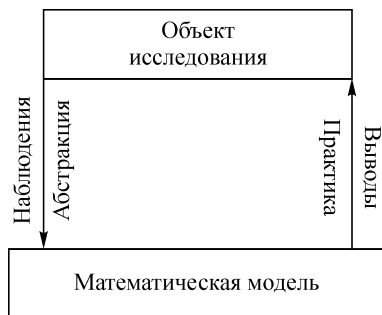 Объект
исследования
Наблюдения
Абстракция
Практика
Выводы
Математическая модель